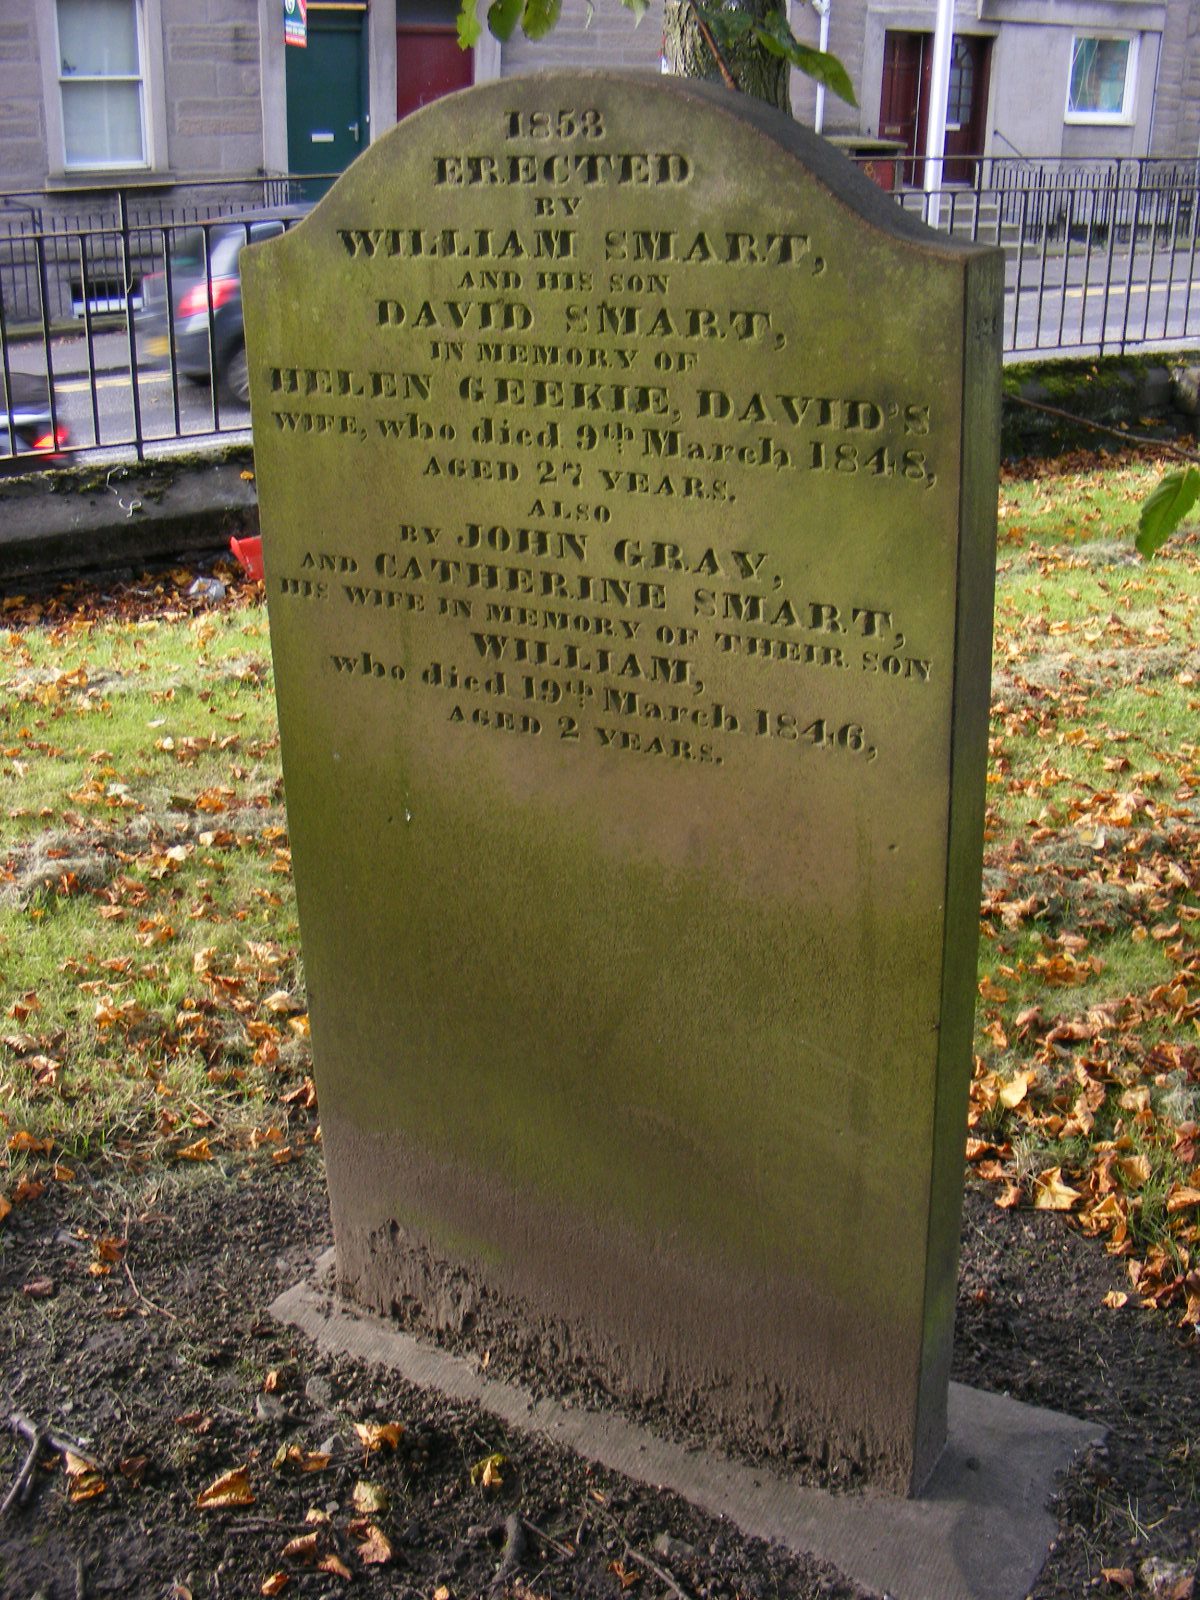 1853
ERECTED
BY
WILLIAM SMART,
AND HIS SON
DAVID SMART,
IN MEMORY OF
HELEN GEEKIE, DAVID'S
WIFE, who died 9th March, 1848,
AGED 27 YEARS.
ALSO
BY JOHN GRAY,
AND CATHERINE SMART,
HIS WIFE IN MEMORY OF THEIR SON
WILLIAM,
who died 19th March 1846,
AGED 2 YEARS.